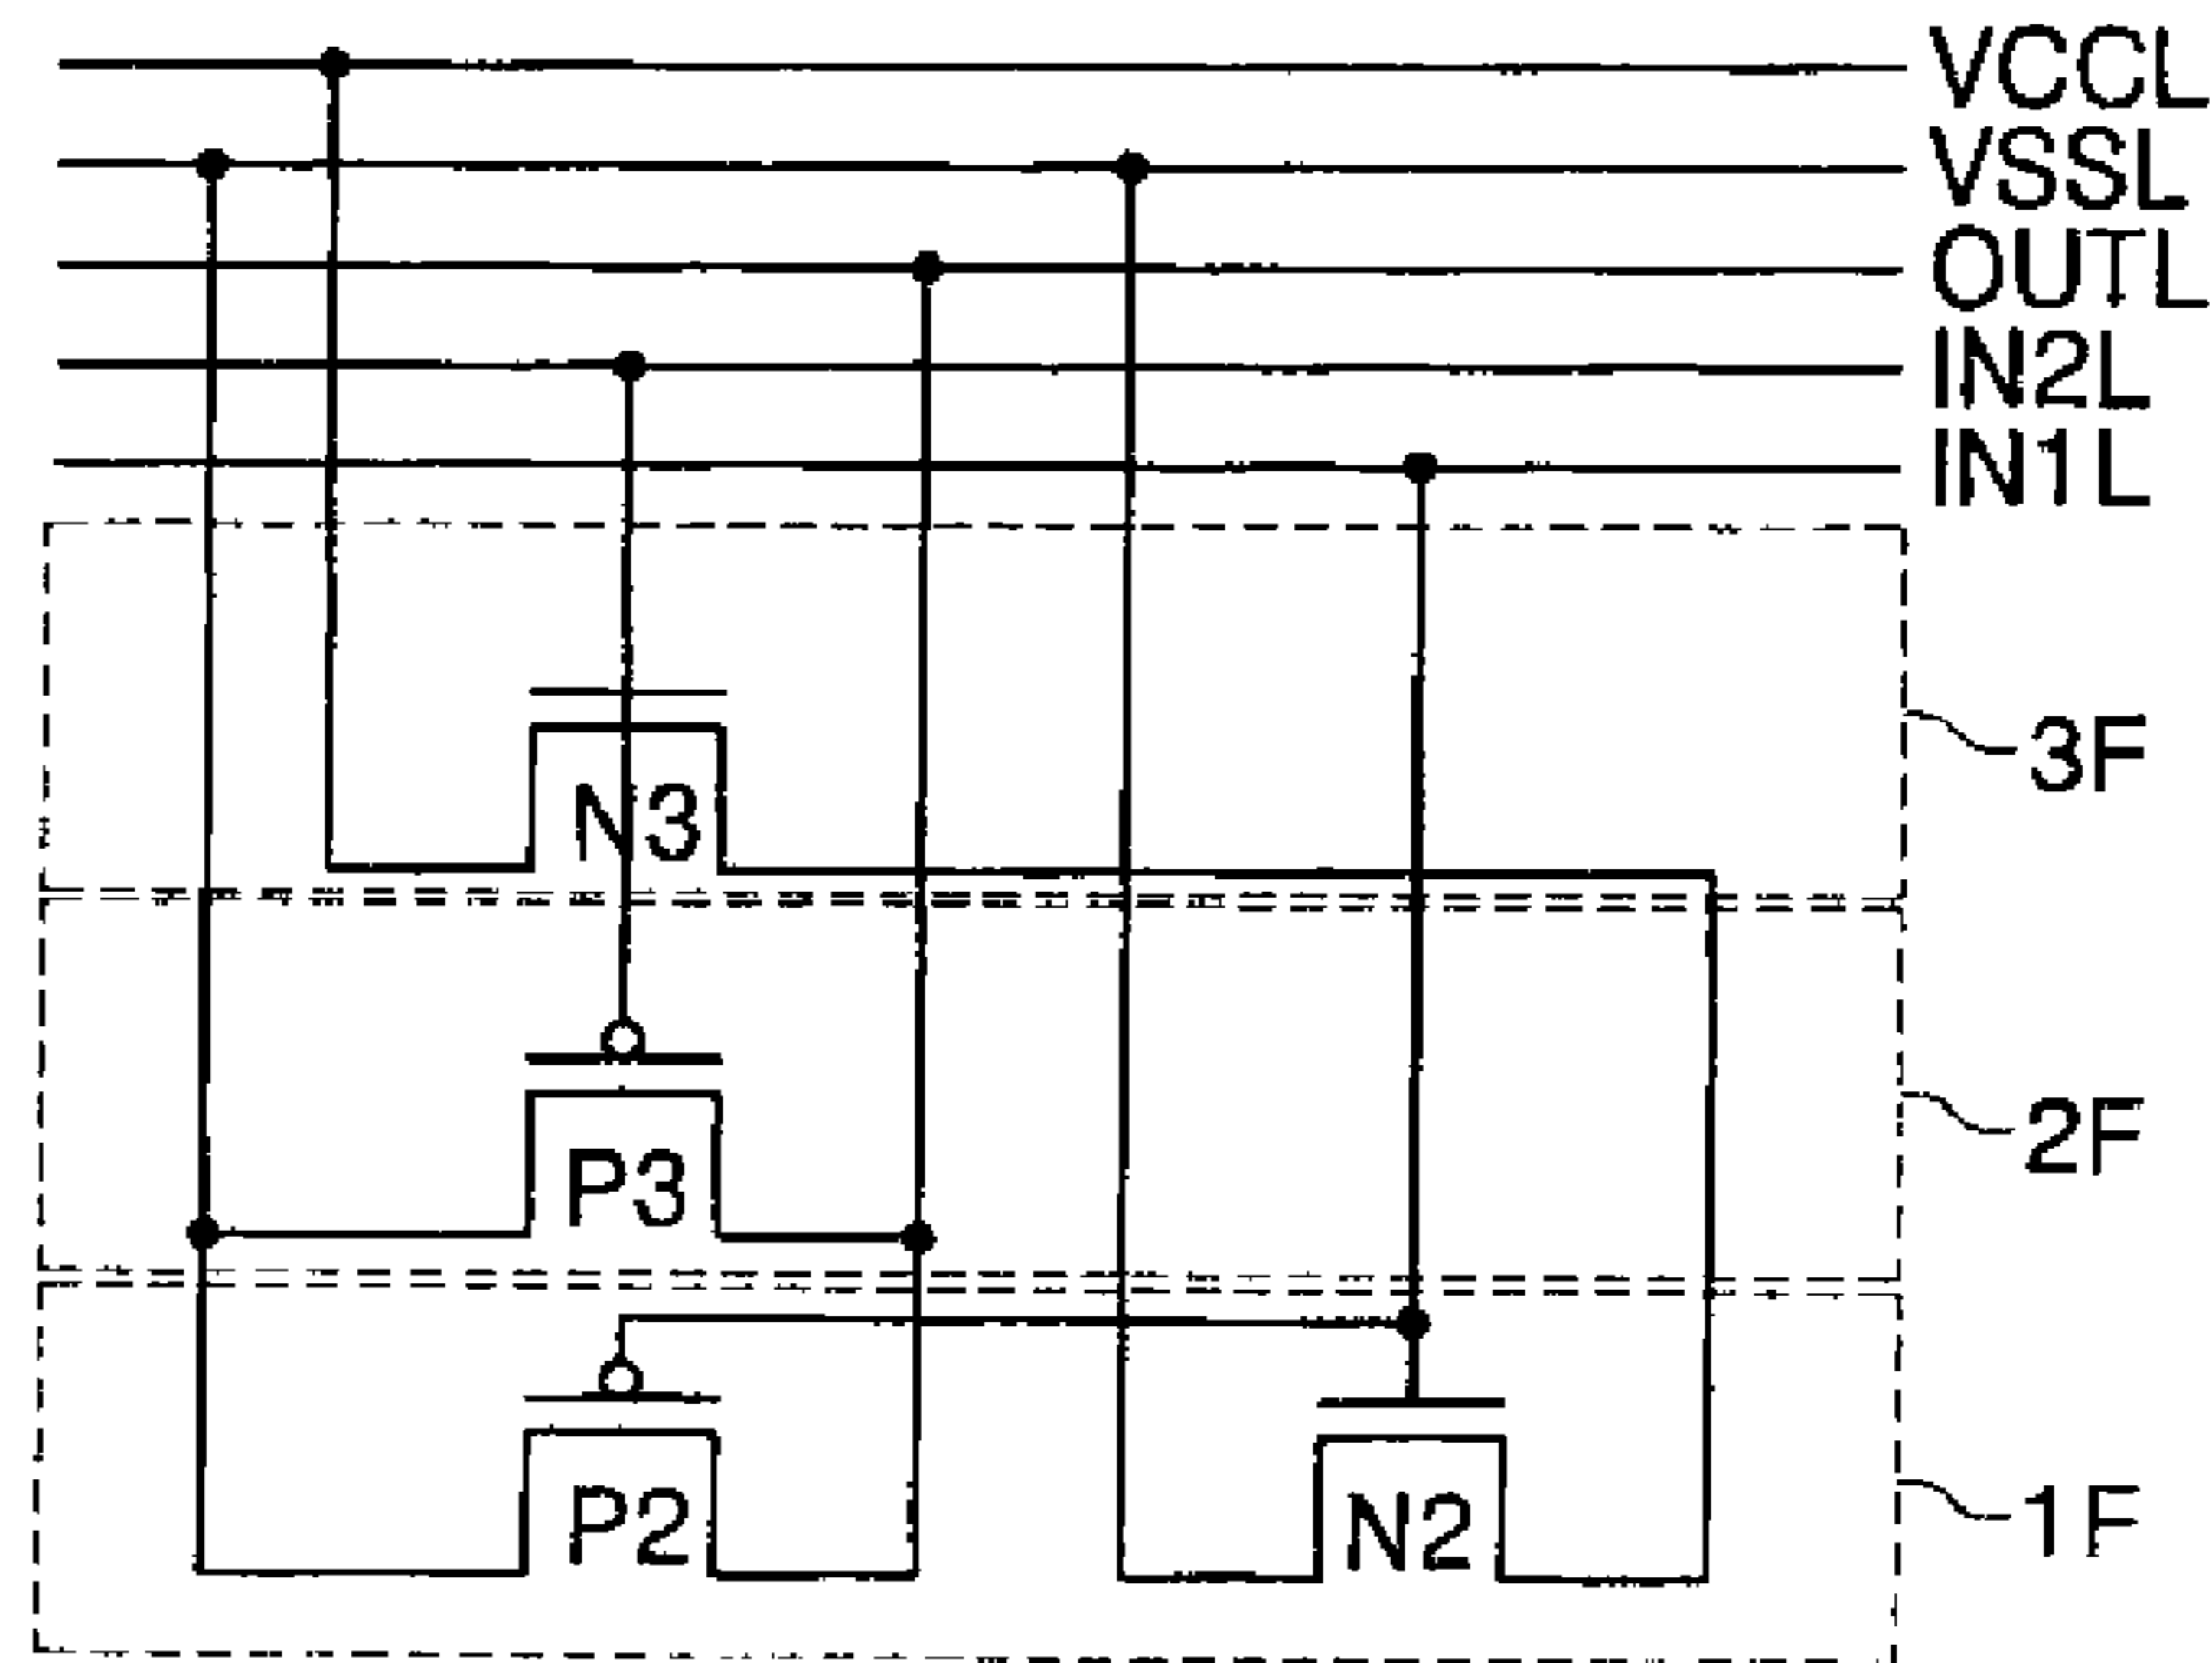 VCCL
VSSL
OUTL
IN2L
IN1L
3F
N3
2F
P3
1F
P2 N2